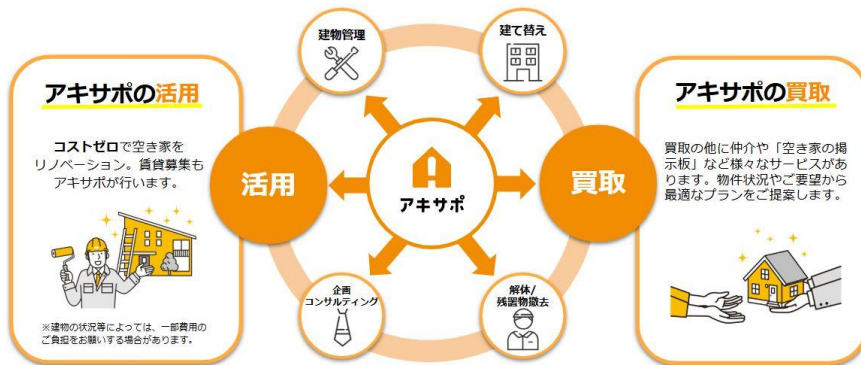 アキサポの活用
コストゼロで空き家を
リノベーション。賃貸募集も
アキサポが行います。
※建物の状況等によっては、一部費用の
ご負担をお願いする場合があります。
建物管理
建て替え
活用
アキサポ
買取
企画
コンサルティング
解体/
残置物撤去
アキサポの買取
買取の他に仲介や「空き家の掲
示板」など様々なサービスがあ
ります。物件状況やご要望から
最適なプランをご提案します。